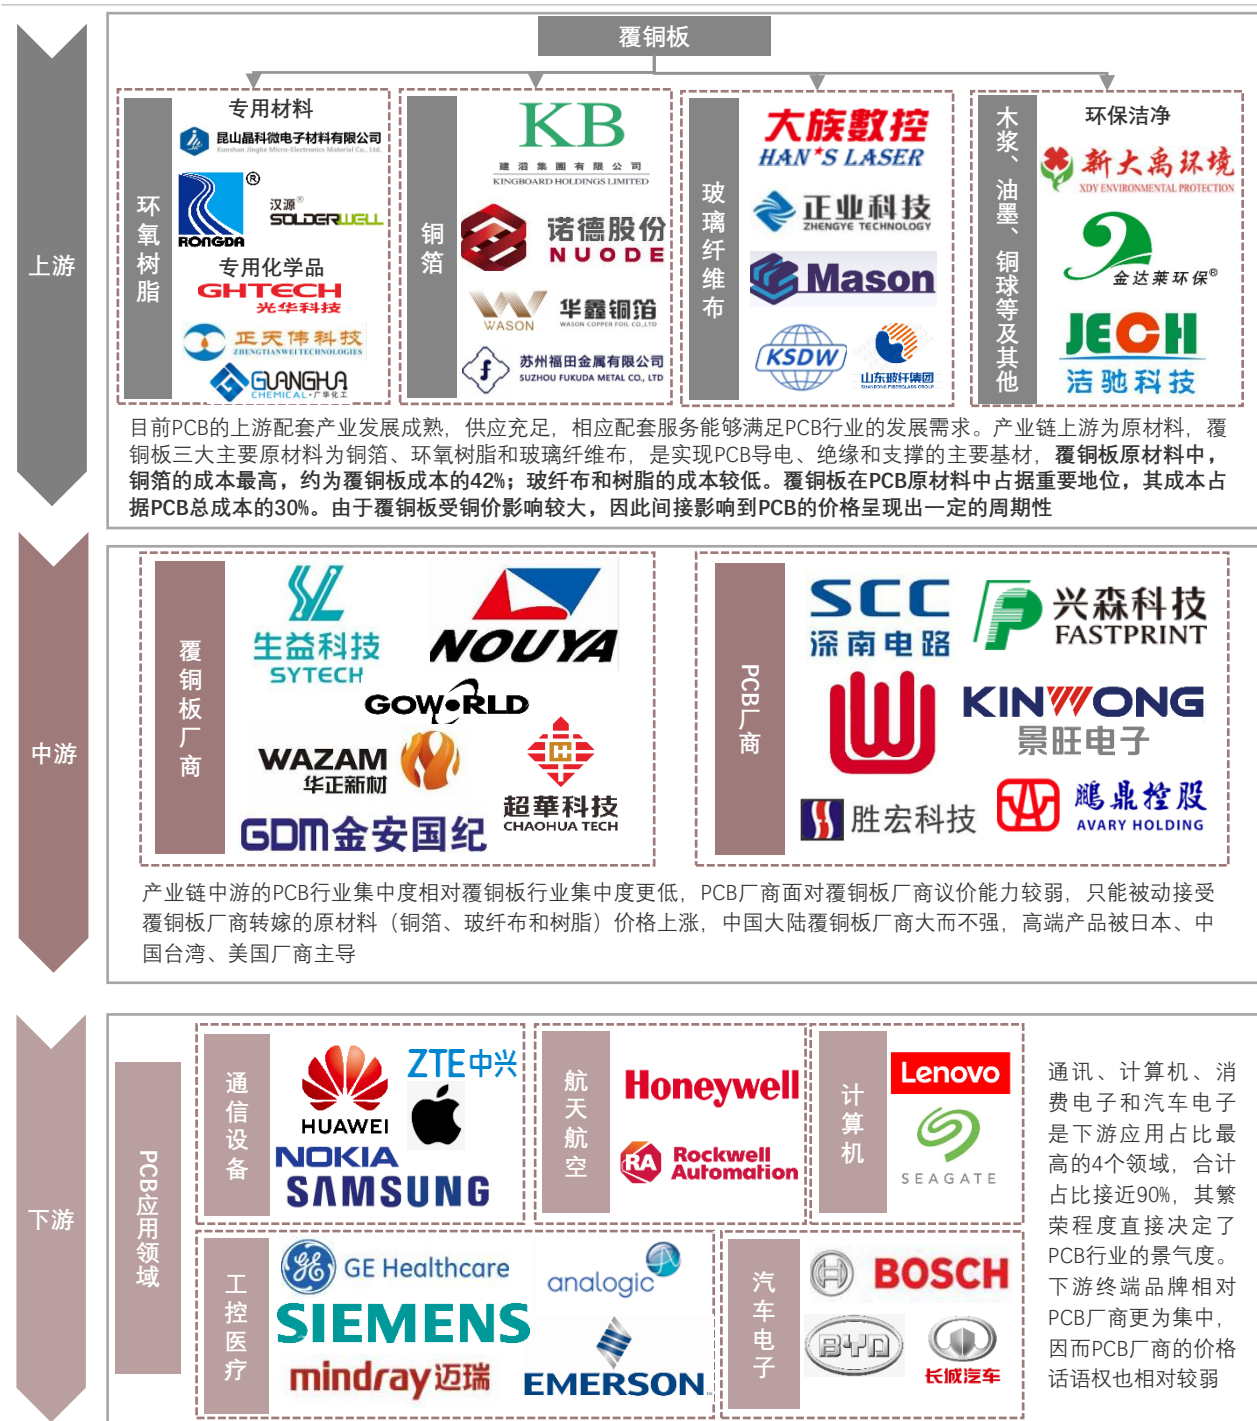 覆铜板
上游
环氧树脂
专用材料
昆山晶科微电子材料有限公司
Kunshan Jingke Micro-Electronics Material Co., Ltd.
RONGDA
®
汉源®
SOLDERWELL
专用化学品
GHTECH
光华科技
正天伟科技
ZHENGTIANWEI TECHNOLOGIES
GUANGHUA
CHEMICAL·广华化工
铜箔
KB
建滔集團有限公司
KINGBOARD HOLDINGS LIMITED
诺德股份
NUODE
WASON
华鑫铜箔
WASON COPPER FOIL CO.,LTD
苏州福田金属有限公司
SUZHOU FUKUDA METAL CO., LTD
玻璃纤维布
大族數控
HAN*S LASER
正业科技
ZHENGYE TECHNOLOGY
Mason
KSDW
山东玻纤集团
SHANDONG FIBERGLASS GROUP
木浆、油墨、铜球等及其他
环保洁净
新大禹环境
XDY ENVIRONMENTAL PROTECTION
金达莱环保®
JECH
洁驰科技
目前PCB的上游配套产业发展成熟，供应充足，相应配套服务能够满足PCB行业的发展需求。产业链上游为原材料，覆
铜板三大主要原材料为铜箔、环氧树脂和玻璃纤维布，是实现PCB导电、绝缘和支撑的主要基材，覆铜板原材料中，
铜箔的成本最高，约为覆铜板成本的42%；玻纤布和树脂的成本较低。覆铜板在PCB原材料中占据重要地位，其成本占
据PCB总成本的30%。由于覆铜板受铜价影响较大，因此间接影响到PCB的价格呈现出一定的周期性
中游
覆铜板厂商
生益科技
SYTECH
NOUYA
GOWORLD
WAZAM
华正新材
超華科技
CHAOHUA TECH
GDM金安国纪
PCB厂商
SCC
深南电路
兴森科技
FASTPRINT
KINWONG
景旺电子
胜宏科技
鵬鼎控股
AVARY HOLDING
产业链中游的PCB行业集中度相对覆铜板行业集中度更低，PCB厂商面对覆铜板厂商议价能力较弱，只能被动接受
覆铜板厂商转嫁的原材料（铜箔、玻纤布和树脂）价格上涨，中国大陆覆铜板厂商大而不强，高端产品被日本、中
国台湾、美国厂商主导
下游
PCB应用领域
通信设备
HUAWEI
ZTE中兴
NOKIA
SAMSUNG
航天航空
Honeywell
RA
Rockwell
Automation
计算机
Lenovo
SEAGATE
工控医疗
GE Healthcare
analogic
SIEMENS
mindray迈瑞
EMERSON
汽车电子
BOSCH
BYD
长城汽车
通讯、计算机、消
费电子和汽车电子
是下游应用占比最
高的4个领域，合计
占比接近90%，其繁
荣程度直接决定了
PCB行业的景气度。
下游终端品牌相对
PCB厂商更为集中，
因而PCB厂商的价格
话语权也相对较弱